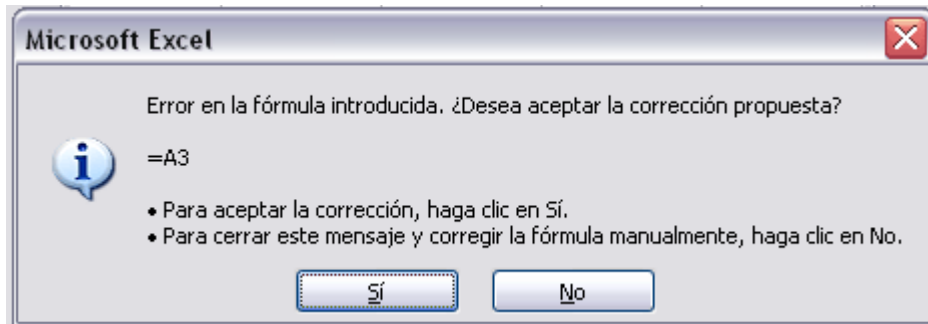 Microsoft Excel
Error en la fórmula introducida. ¿Desea aceptar la corrección propuesta?
=A3
• Para aceptar la corrección, haga clic en Sí.
• Para cerrar este mensaje y corregir la fórmula manualmente, haga clic en No.
Sí
No